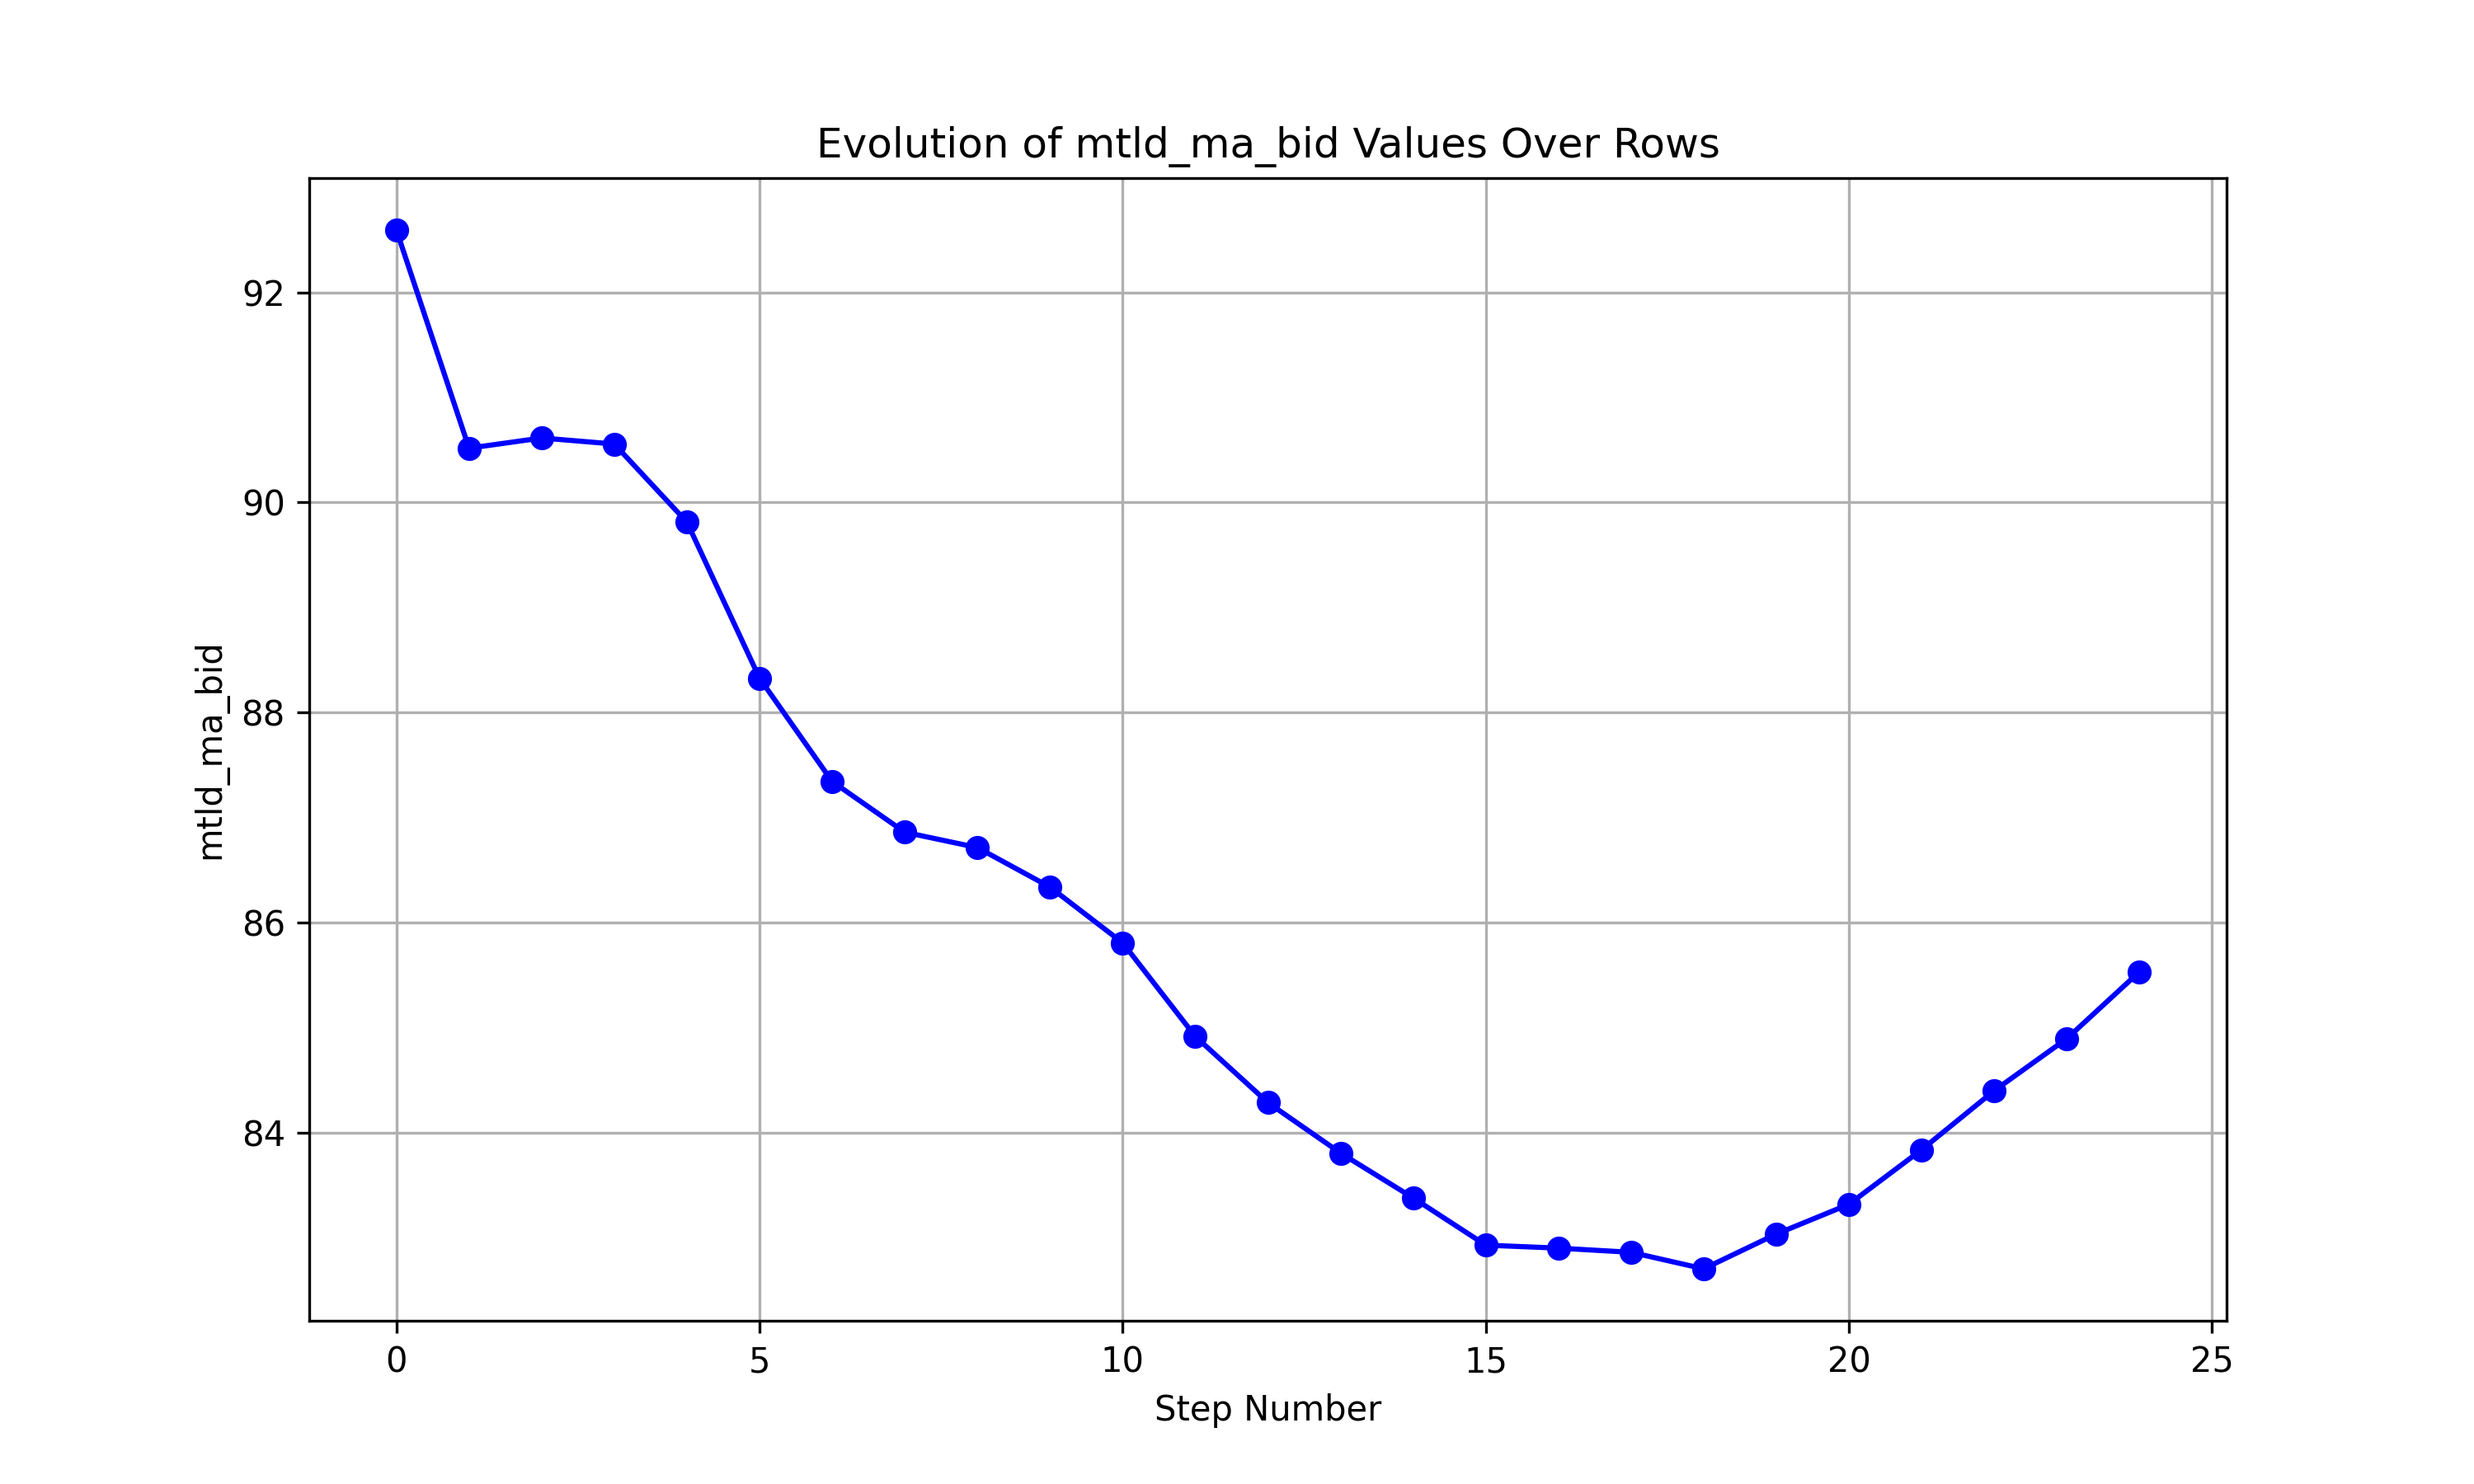 Evolution of mtld_ma_bid Values Over Rows
mtld_ma_bid
92
90
88
86
84
0 5 10 15 20 25
Step Number